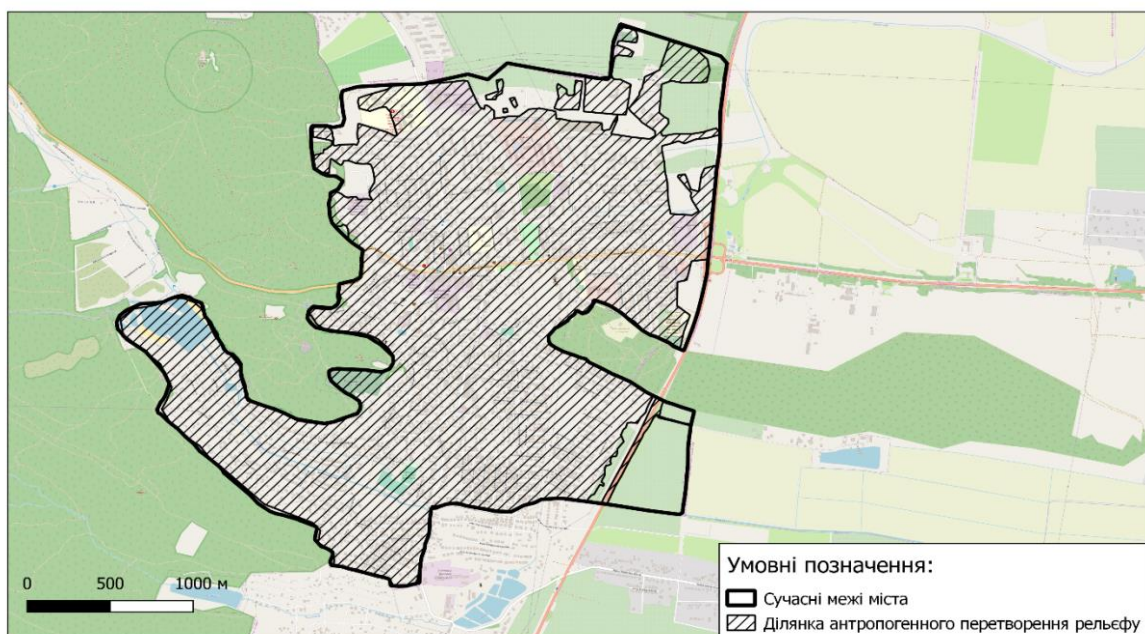 0 500 1000 м
Умовні позначення:
Сучасні межі міста
Ділянка антропогенного перетворення рельєфу